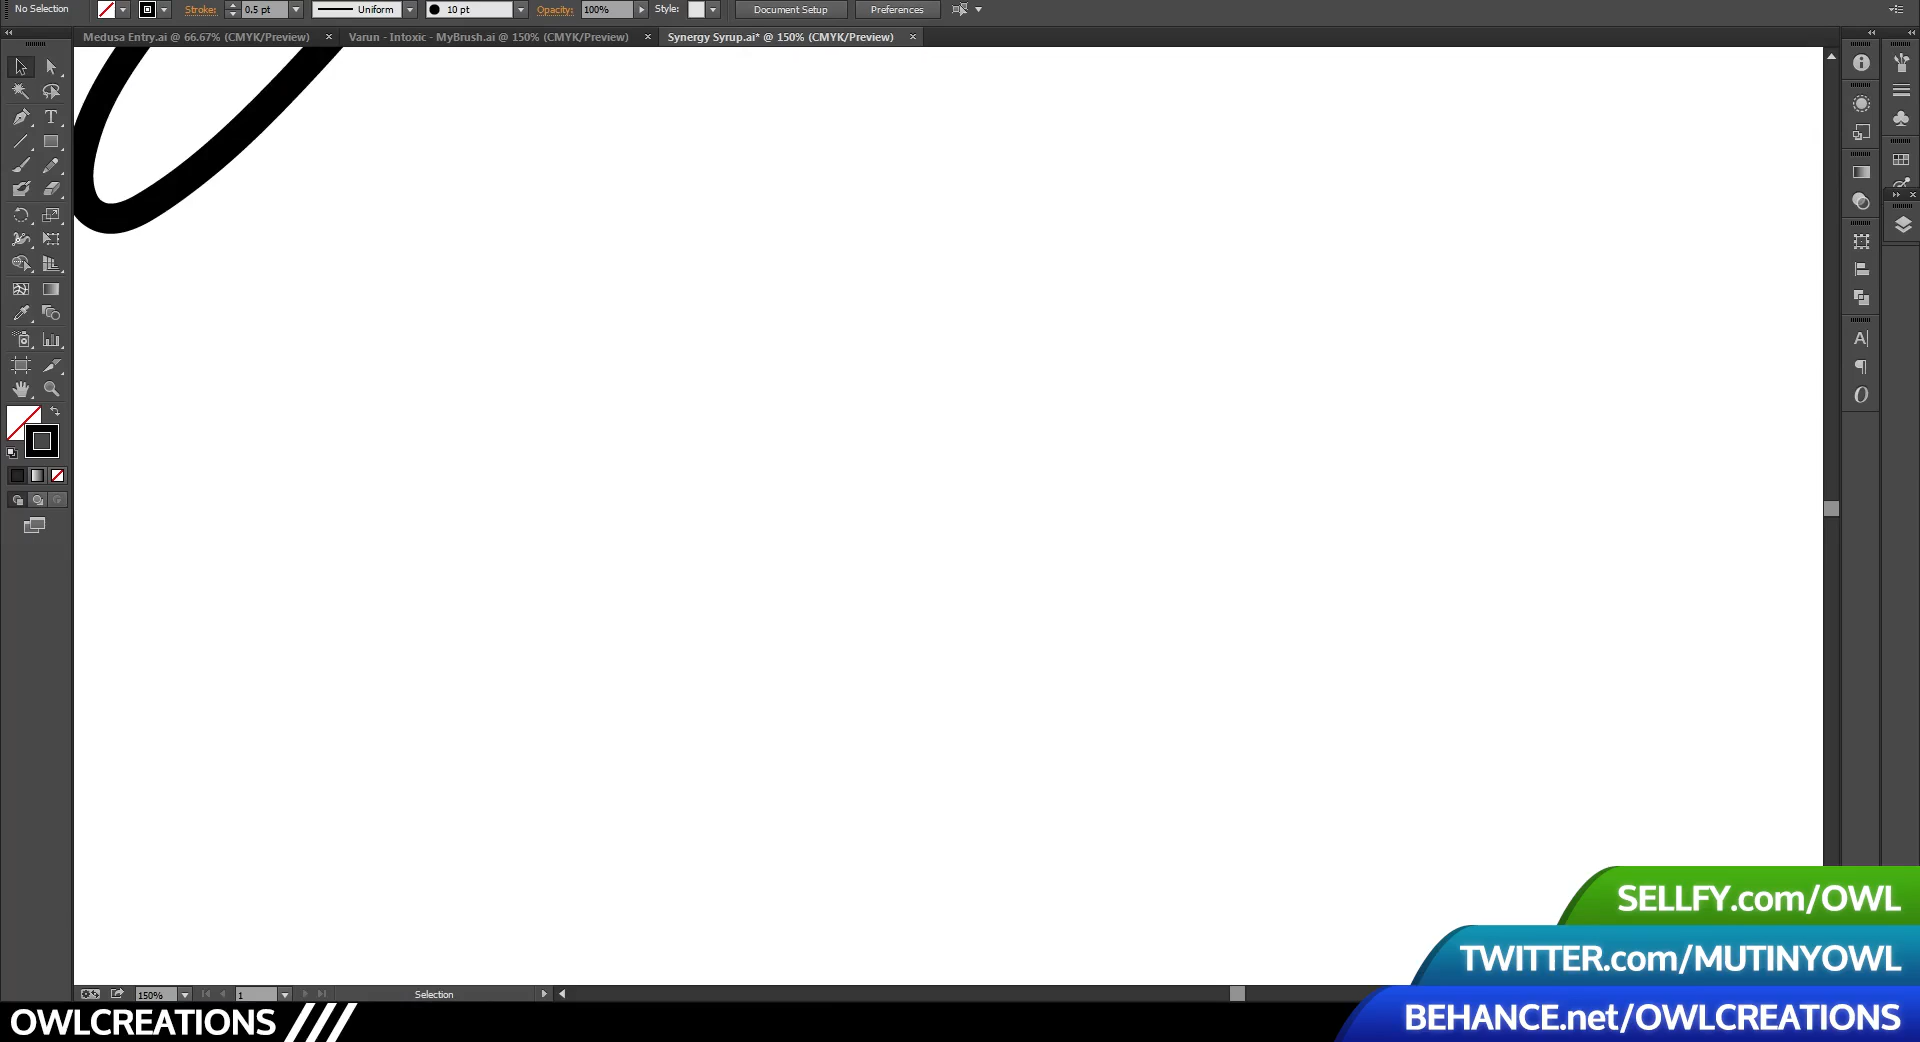 No Selection
Stroke:
0.5 pt
Uniform
10 pt
Opacity:
100%
Style:
Document Setup
Preferences
Medusa Entry.ai @ 66.67% (CMYK/Preview)
Varun - Intoxic - MyBrush.ai @ 150% (CMYK/Preview)
Synergy Syrup.ai* @ 150% (CMYK/Preview)
SELLFY.com/OWL
TWITTER.com/MUTINYOWL
150%
1
Selection
OWLCREATIONS
BEHANCE.net/OWLCREATIONS